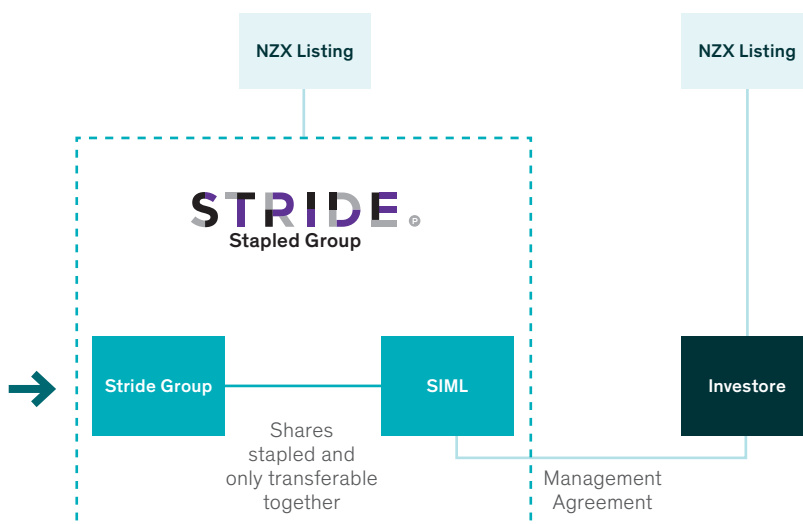 NZX Listing
NZX Listing
STRIDE P
Stapled Group
Stride Group
SIML
Investore
Shares
stapled and
only transferable
together
Management
Agreement